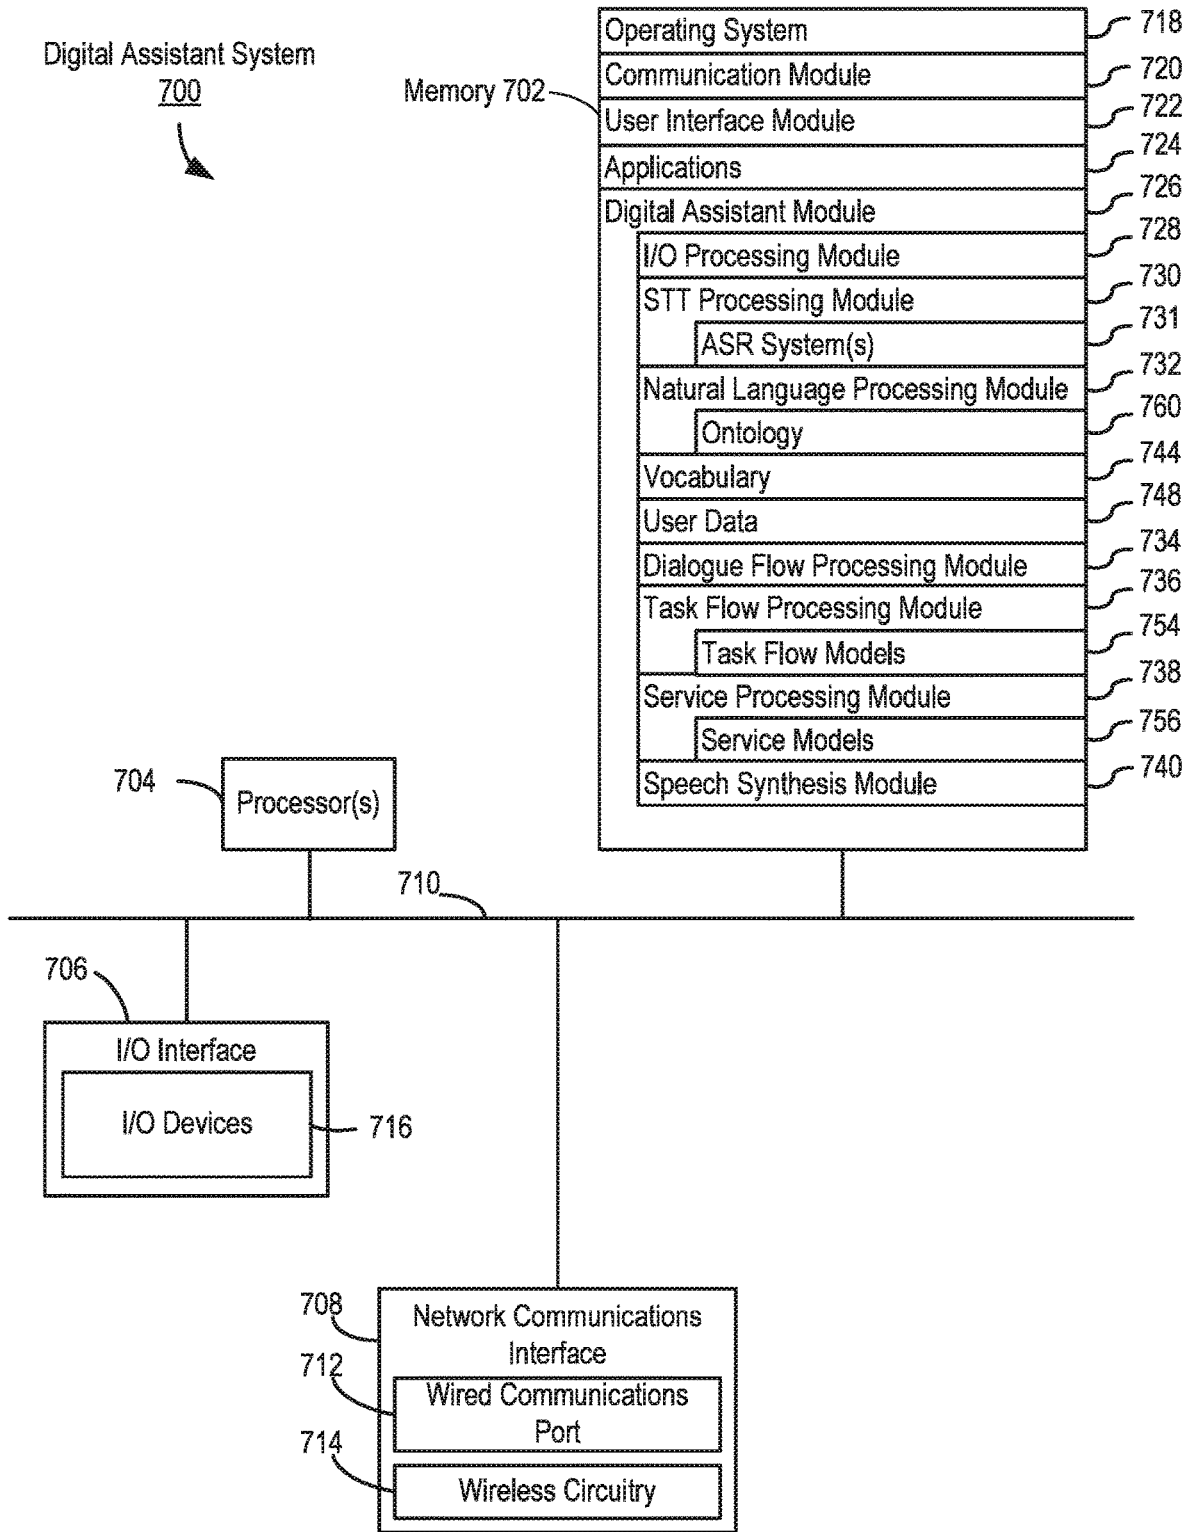 Digital Assistant System
700
Memory 702
Operating System 718
Communication Module 720
User Interface Module 722
Applications 724
Digital Assistant Module 726
I/O Processing Module 728
STT Processing Module 730
ASR System(s) 731
Natural Language Processing Module 732
Ontology 760
Vocabulary 744
User Data 748
Dialogue Flow Processing Module 734
Task Flow Processing Module 736
Task Flow Models 754
Service Processing Module 738
Service Models 756
Speech Synthesis Module 740
704
Processor(s)
710
706
I/O Interface
I/O Devices 716
708
Network Communications
Interface
712
Wired Communications
Port
714
Wireless Circuitry